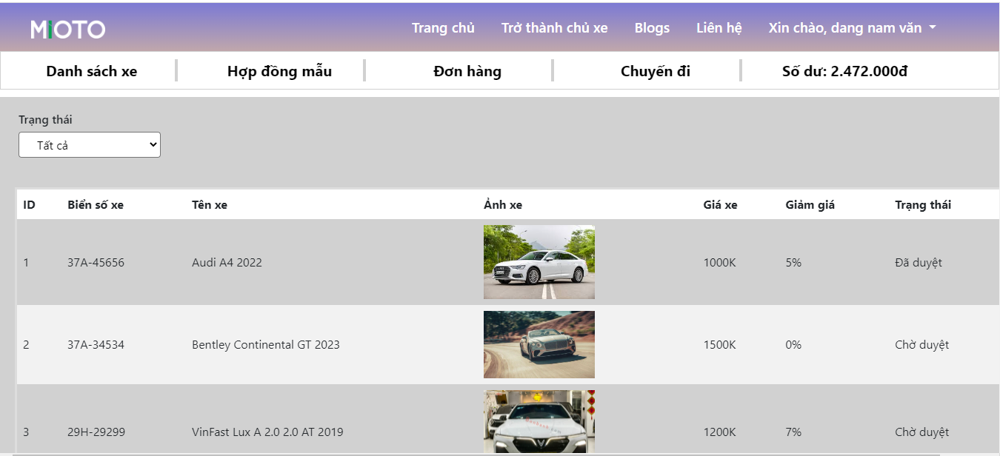 MiOTO Trang chủ Trở thành chủ xe Blogs Liên hệ Xin chào, dang nam văn
Danh sách xe Hợp đồng mẫu Đơn hàng Chuyến đi Số dư: 2.472.000đ
Trạng thái
Tất cả
ID Biển số xe Tên xe Ảnh xe Giá xe Giảm giá Trạng thái
1 37A-45656 Audi A4 2022 1000K 5% Đã duyệt
2 37A-34534 Bentley Continental GT 2023 1500K 0% Chờ duyệt
3 29H-29299 VinFast Lux A 2.0 2.0 AT 2019 1200K 7% Chờ duyệt